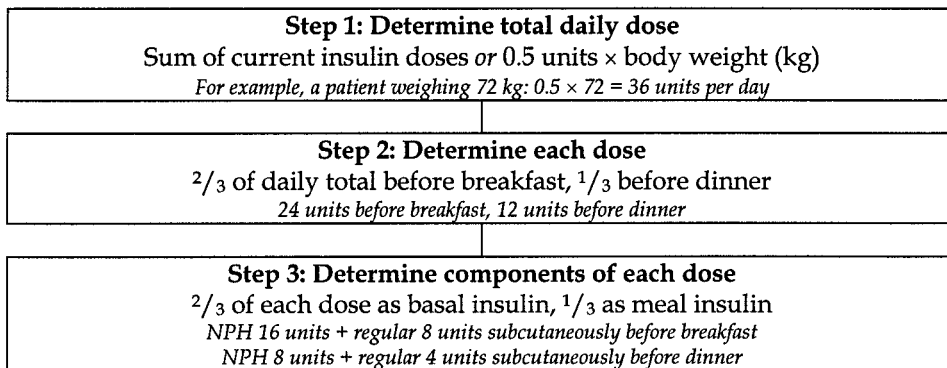 Step 1: Determine total daily dose
Sum of current insulin doses or 0.5 units × body weight (kg)
For example, a patient weighing 72 kg: 0.5 × 72 = 36 units per day
Step 2: Determine each dose
2/3 of daily total before breakfast, 1/3 before dinner
24 units before breakfast, 12 units before dinner
Step 3: Determine components of each dose
2/3 of each dose as basal insulin, 1/3 as meal insulin
NPH 16 units + regular 8 units subcutaneously before breakfast
NPH 8 units + regular 4 units subcutaneously before dinner